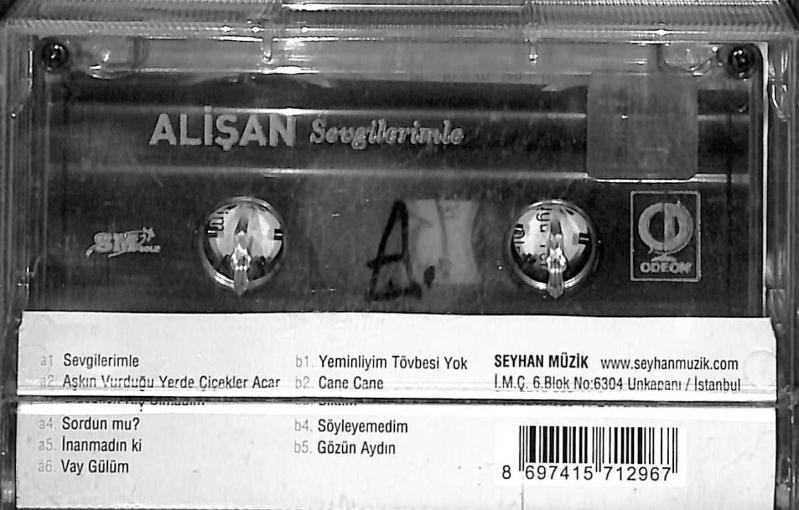 ALİŞAN Sevgilerimle
SM
A.
ODEON
a1 Sevgilerimle
a2. Aşkın Vurduğu Yerde Çiçekler Acar
a4. Sordun mu?
a5. İnanmadın ki
a6. Vay Gülüm
b1. Yeminliyim Tövbesi Yok
b2. Cane Cane
b4. Söyleyemedim
b5. Gözün Aydın
SEYHAN MÜZİK www.seyhanmuzik.com
İ.M.Ç. 6.Blok No:6304 Unkapanı / İstanbul
8 697415 712967